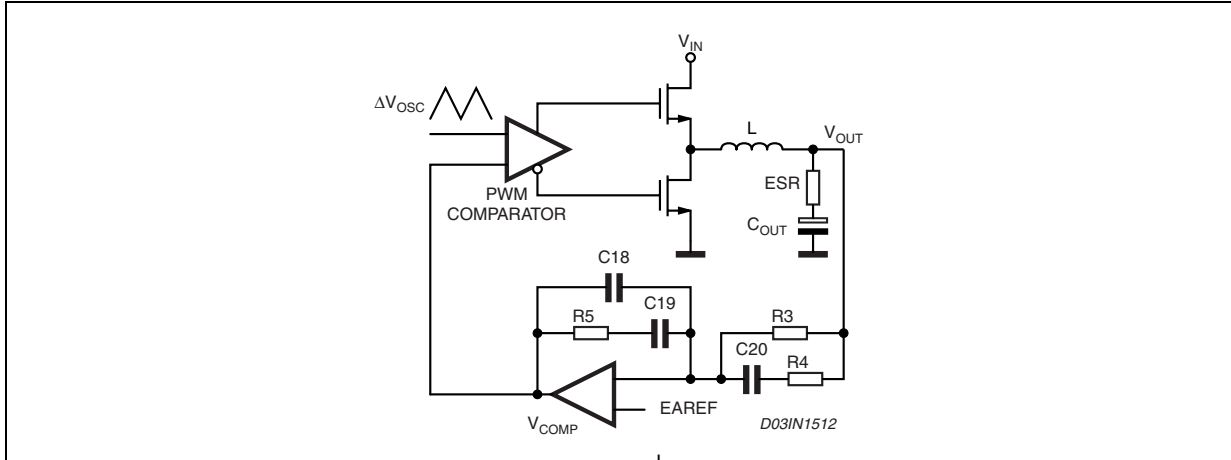 V_IN
ΔV_OSC
L
V_OUT
ESR
PWM
COMPARATOR
C_OUT
C18
C19
R5
R3
C20
R4
EAREF
V_COMP
D03IN1512